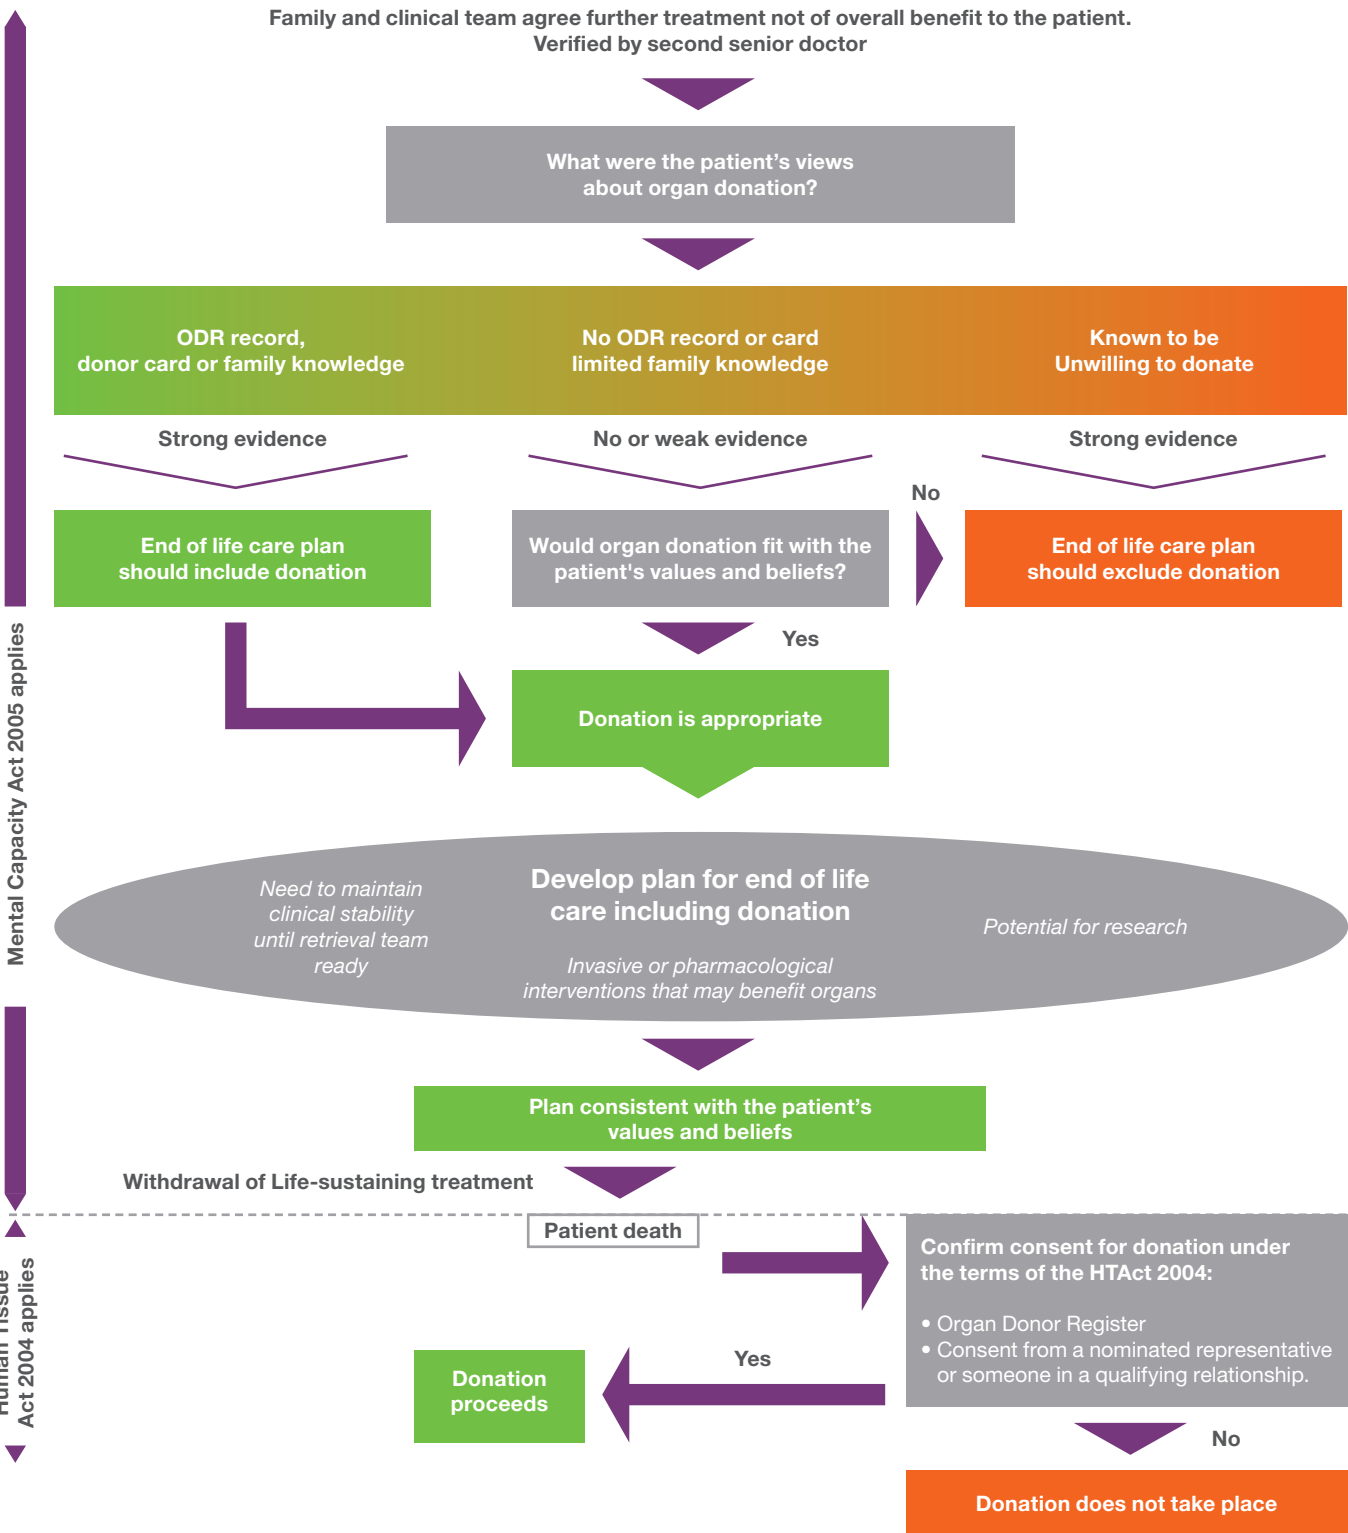 Family and clinical team agree further treatment not of overall benefit to the patient.
Verified by second senior doctor
What were the patient's views
about organ donation?
ODR record,
donor card or family knowledge
No ODR record or card
limited family knowledge
Known to be
Unwilling to donate
Strong evidence
No or weak evidence
Strong evidence
End of life care plan
should include donation
Would organ donation fit with the
patient's values and beliefs?
No
End of life care plan
should exclude donation
Yes
Donation is appropriate
Mental Capacity Act 2005 applies
Need to maintain
clinical stability
until retrieval team
ready
Develop plan for end of life
care including donation
Invasive or pharmacological
interventions that may benefit organs
Potential for research
Plan consistent with the patient's
values and beliefs
Withdrawal of Life-sustaining treatment
Patient death
Human Tissue
Act 2004 applies
Confirm consent for donation under
the terms of the HTAct 2004:
• Organ Donor Register
• Consent from a nominated representative
or someone in a qualifying relationship.
Yes
Donation
proceeds
No
Donation does not take place